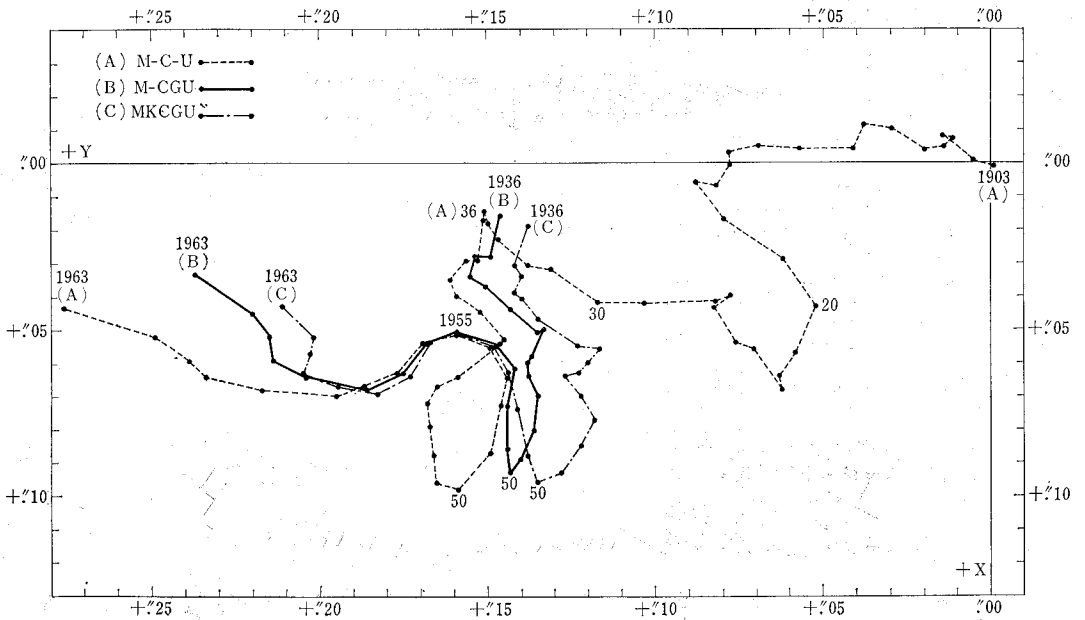 +".25 +".20 +".15 +".10 +".05 ".00
(A) M-C-U
(B) M-CGU
(C) MKCGU
+Y
".00 ".00
1903
(A)
1936
(B)
(A) 36
1936
(C)
1963
(B)
1963
(A)
1963
(C)
20
30
1955
+".05 +".05
50 50 50
+".10 +".10
+X
+".25 +".20 +".15 +".10 +".05 ".00